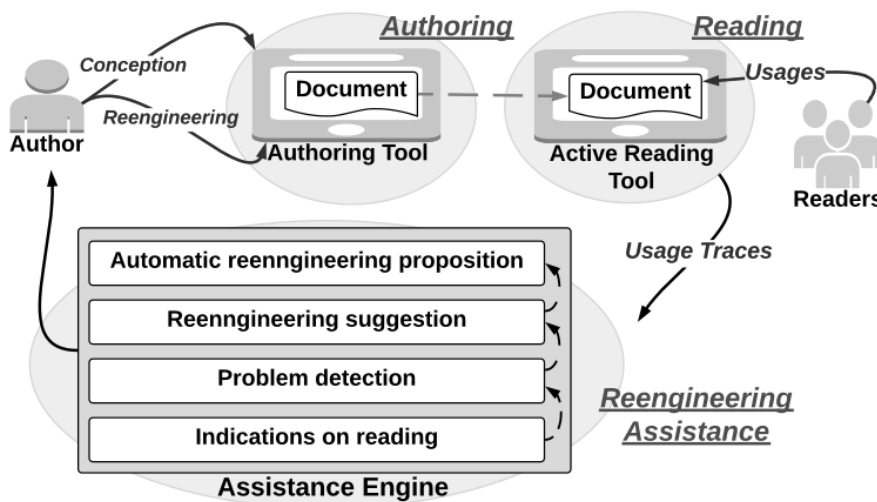 Authoring
Reading
Conception
Document
Document
Usages
Reengineering
Author
Authoring Tool
Active Reading
Tool
Readers
Usage Traces
Automatic reenngineering proposition
Reenngineering suggestion
Problem detection
Indications on reading
Reengineering
Assistance
Assistance Engine